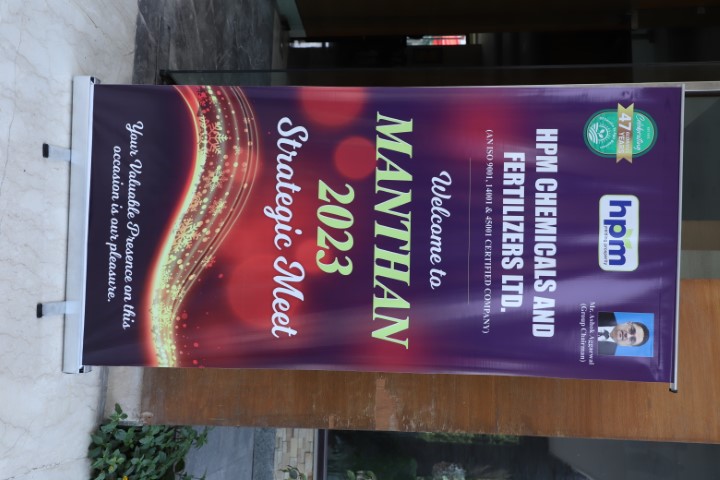 Celebrating
47
YEARS
hpm
Mr. Ashok Aggarwal
(Group Chairman)
HPM CHEMICALS AND
FERTILIZERS LTD.
(AN ISO 9001, 14001 & 45001 CERTIFIED COMPANY)
Welcome to
MANTHAN
2023
Strategic Meet
Your Valuable Presence on this
occasion is our pleasure.